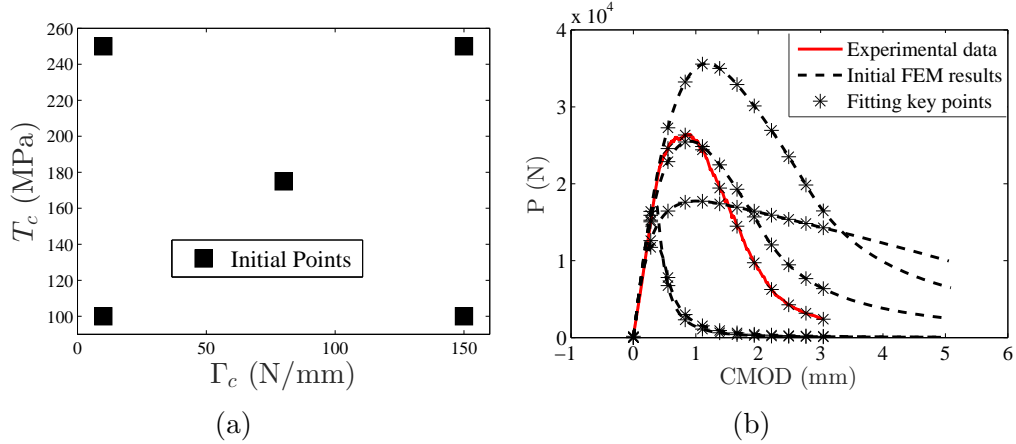 260
240
220
200
180
160
140
120
100
T_c (MPa)
Initial Points
0 50 100 150
Γ_c (N/mm)
(a)
x 10^4
4
3
2
1
0
P (N)
Experimental data
Initial FEM results
Fitting key points
−1 0 1 2 3 4 5 6
CMOD (mm)
(b)